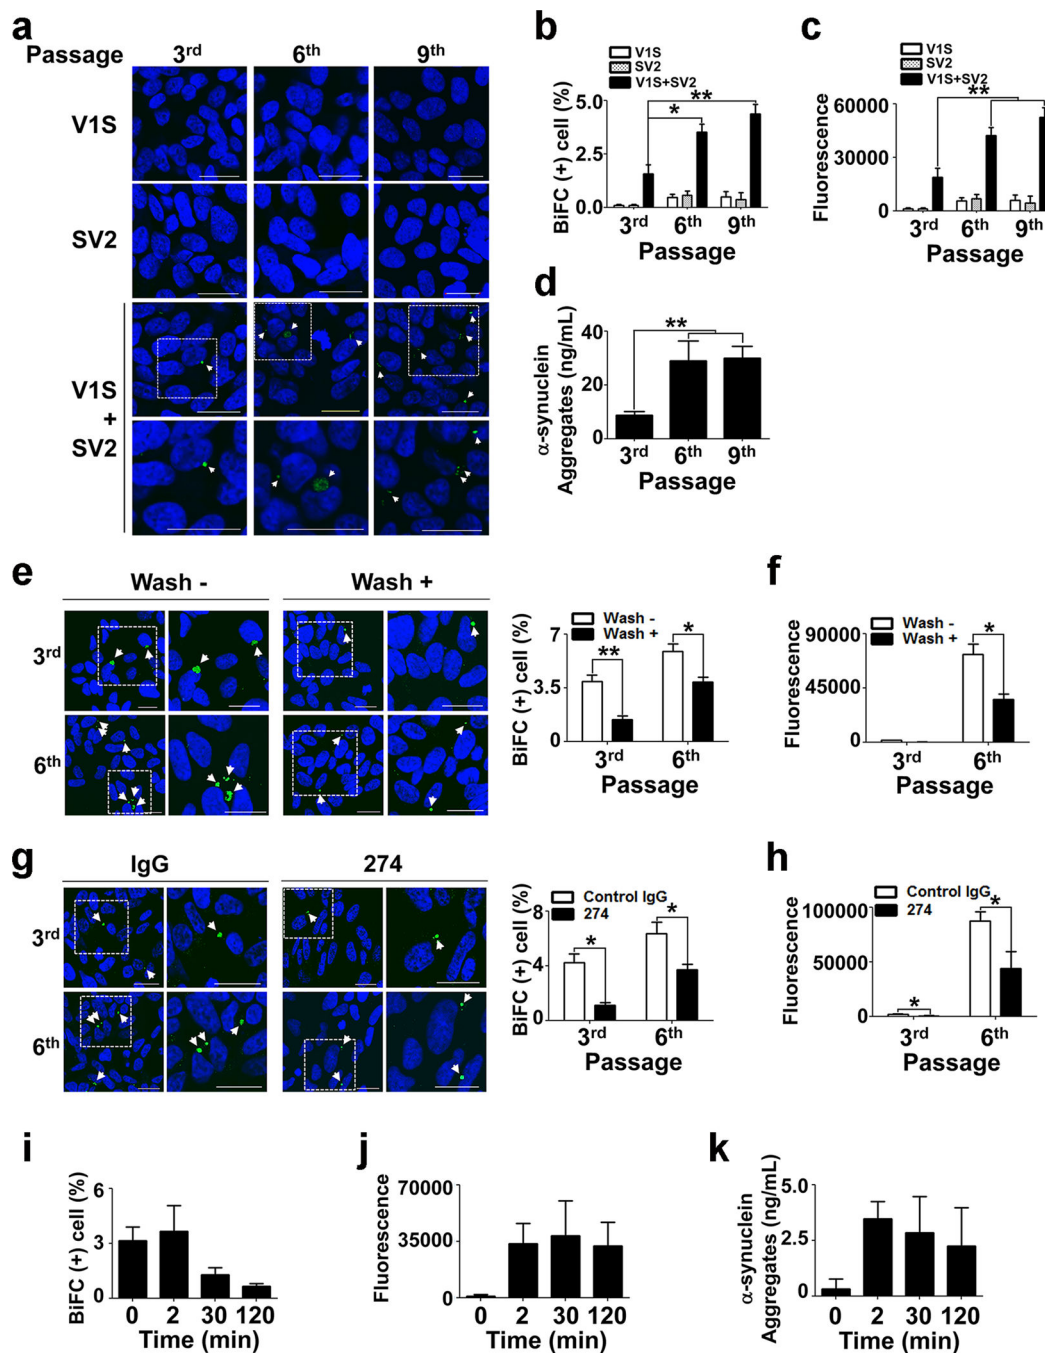 a
Passage 3rd 6th 9th
V1S
SV2
V1S
+
SV2
b
V1S
SV2
V1S+SV2
BiFC (+) cell (%)
5.0
2.5
0.0
*
**
3rd 6th 9th
Passage
c
V1S
SV2
V1S+SV2
Fluorescence
60000
30000
0
**
3rd 6th 9th
Passage
d
α-synuclein
Aggregates (ng/mL)
40
20
0
**
3rd 6th 9th
Passage
e
Wash - Wash +
3rd
6th
Wash -
Wash +
BiFC (+) cell (%)
7
3.5
0
** *
3rd 6th
Passage
f
Wash -
Wash +
Fluorescence
90000
45000
0
*
3rd 6th
Passage
g
IgG 274
3rd
6th
Control IgG
274
BiFC (+) cell (%)
8
4
0
* *
3rd 6th
Passage
h
Control IgG
274
Fluorescence
100000
50000
0
* *
3rd 6th
Passage
i
BiFC (+) cell (%)
6
3
0
0 2 30 120
Time (min)
j
Fluorescence
70000
35000
0
0 2 30 120
Time (min)
k
α-synuclein
Aggregates (ng/mL)
5.0
2.5
0
0 2 30 120
Time (min)